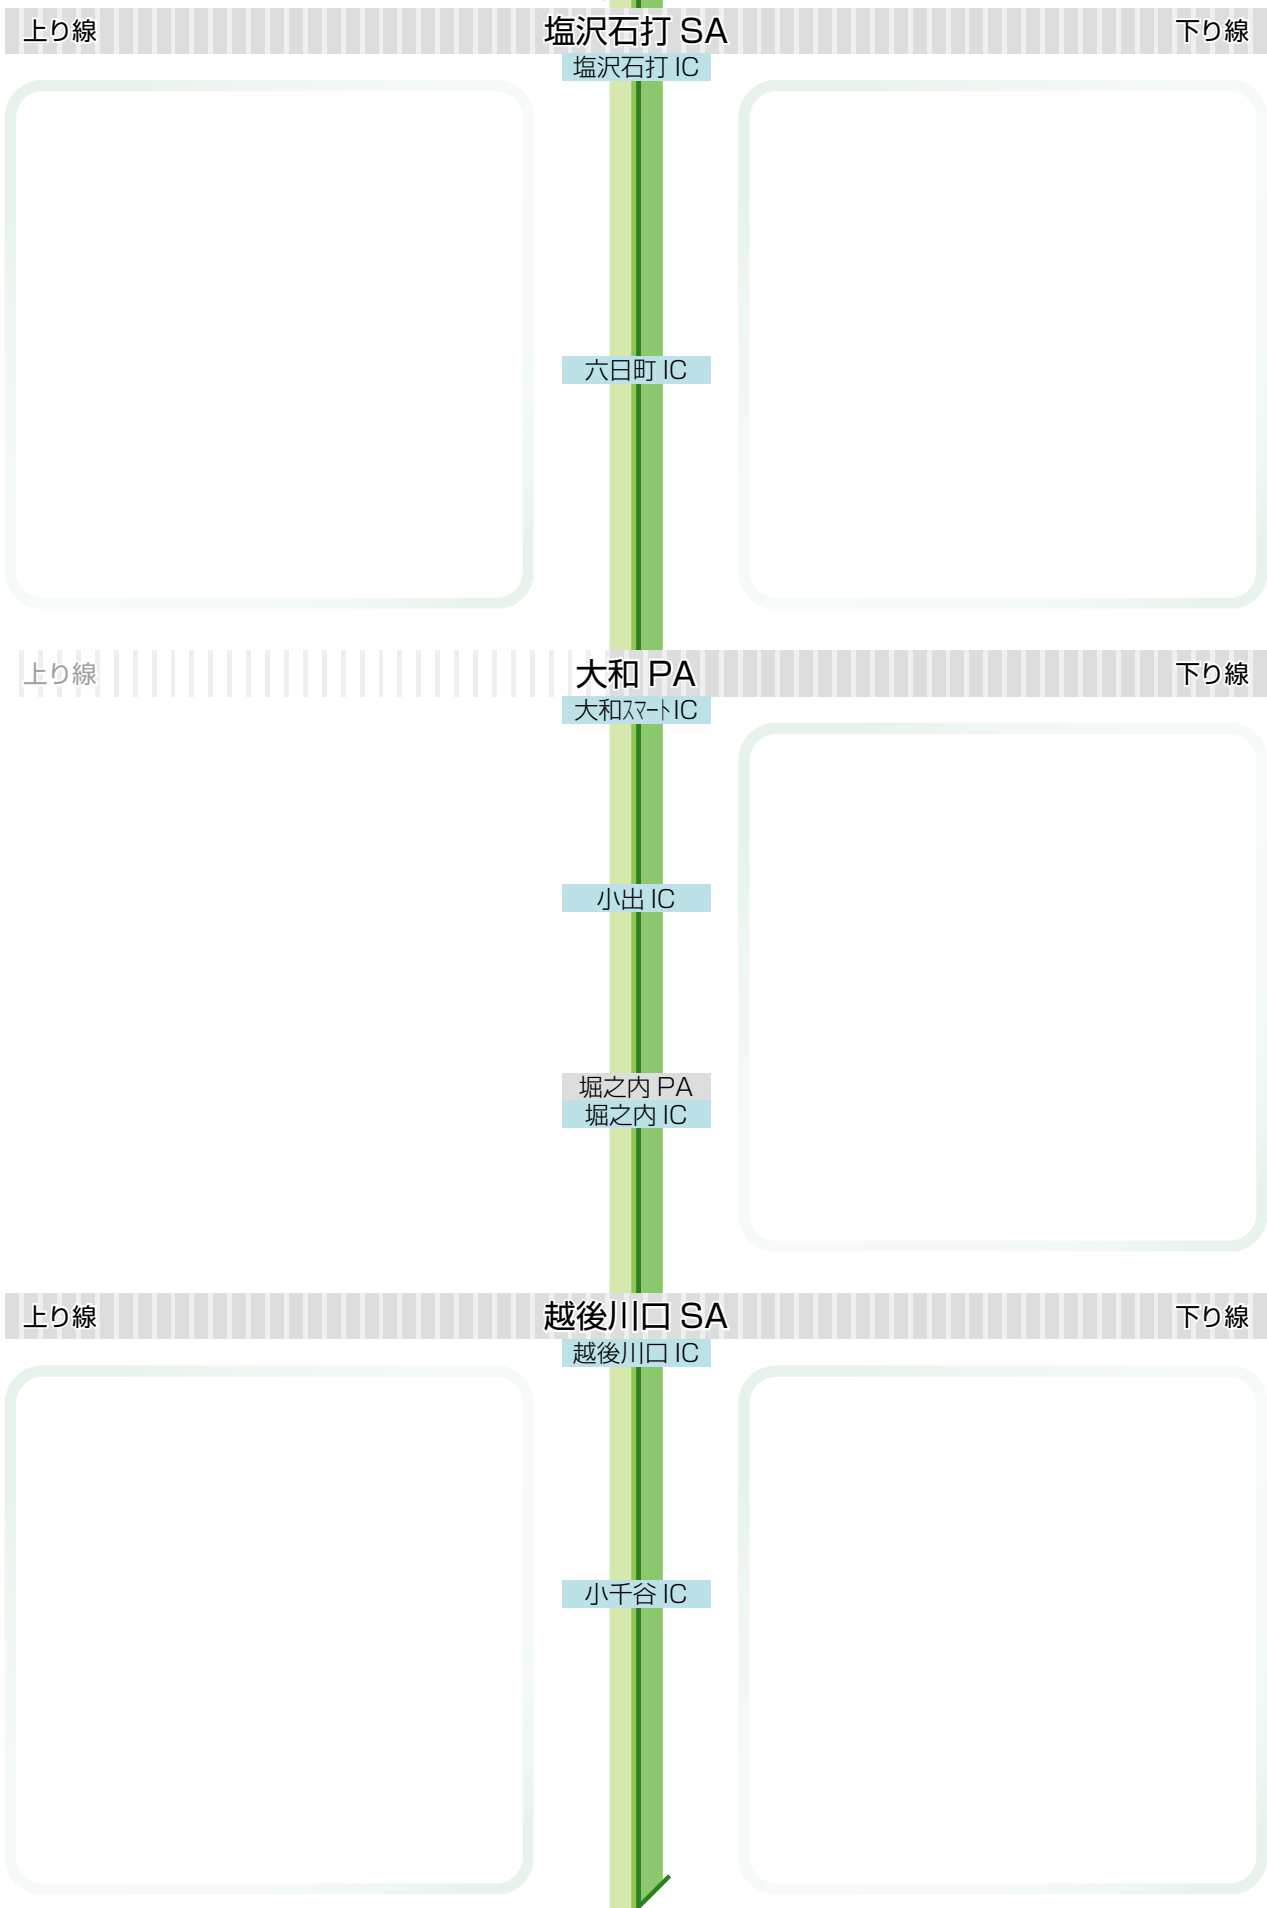 上り線 塩沢石打 SA 下り線
塩沢石打 IC
六日町 IC
上り線 大和 PA 下り線
大和ｽﾏｰﾄIC
小出 IC
堀之内 PA
堀之内 IC
上り線 越後川口 SA 下り線
越後川口 IC
小千谷 IC